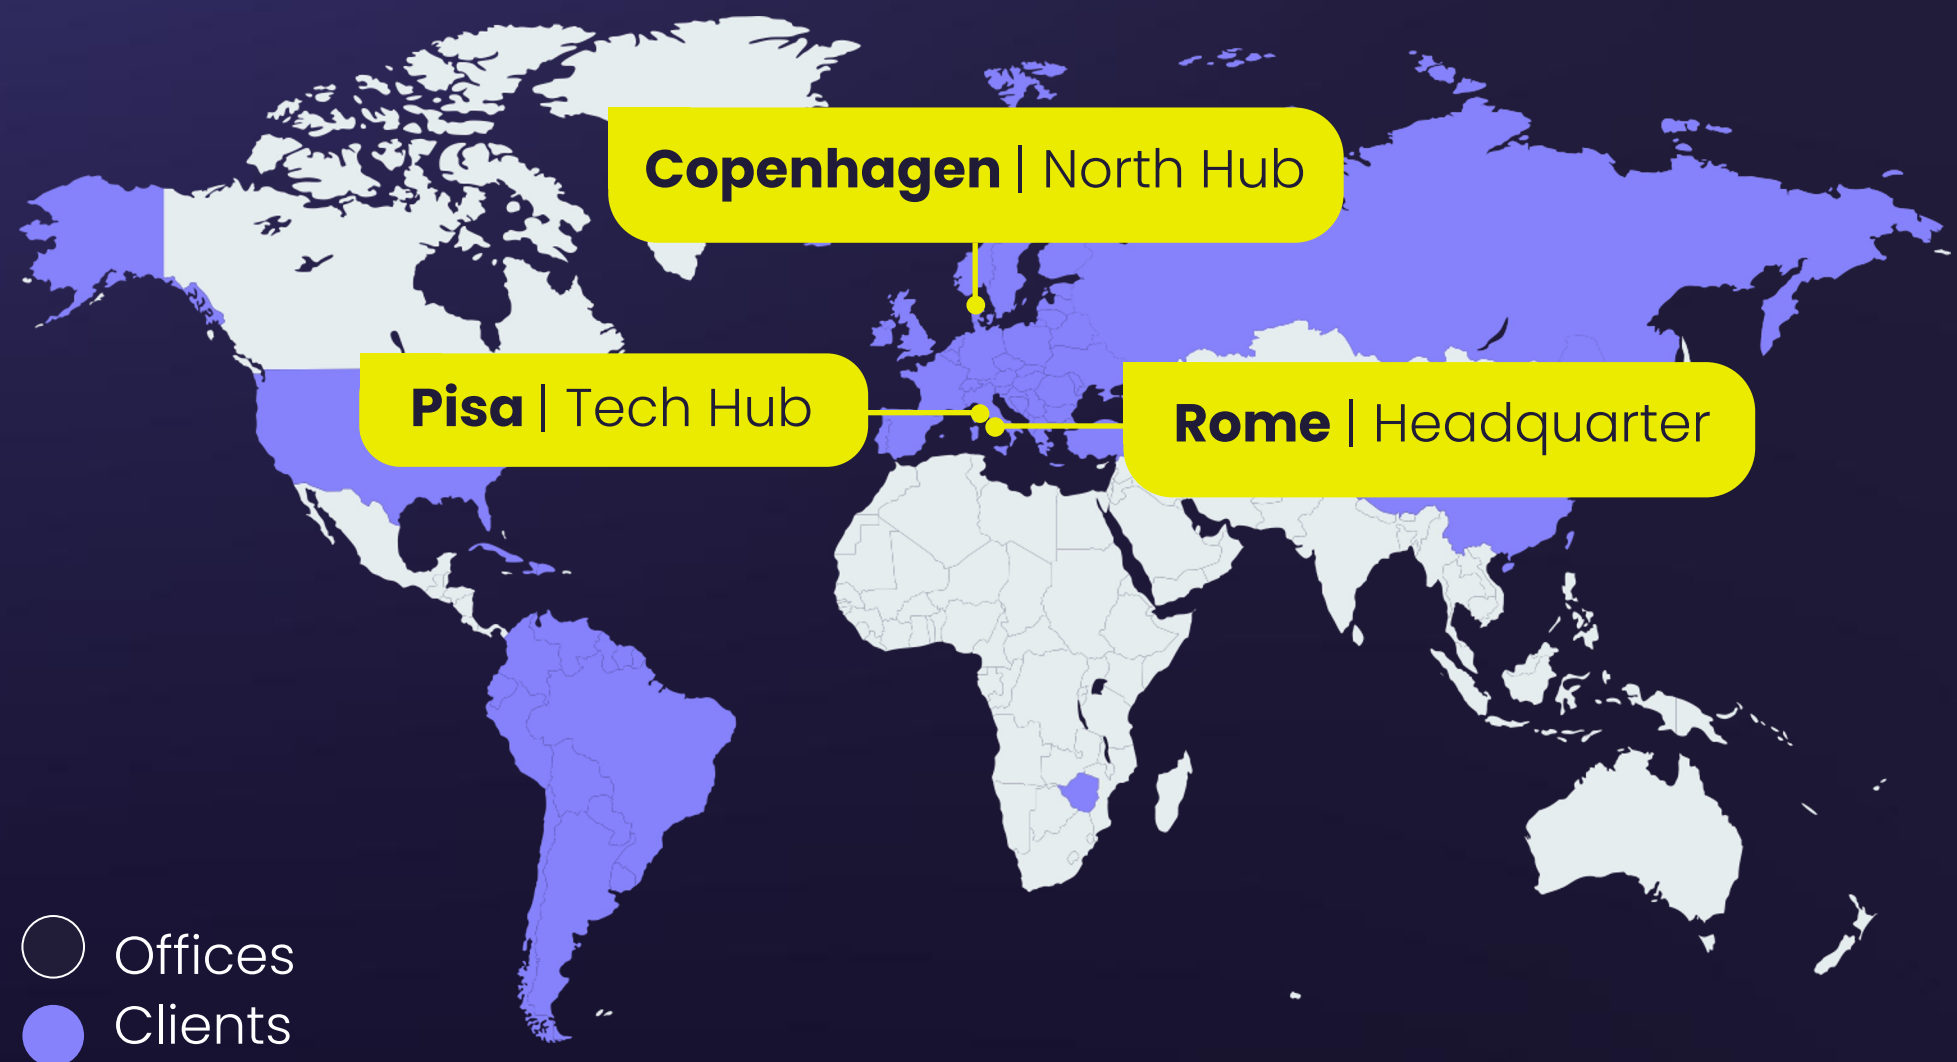 Copenhagen | North Hub
Pisa | Tech Hub
Rome | Headquarter
Offices
Clients